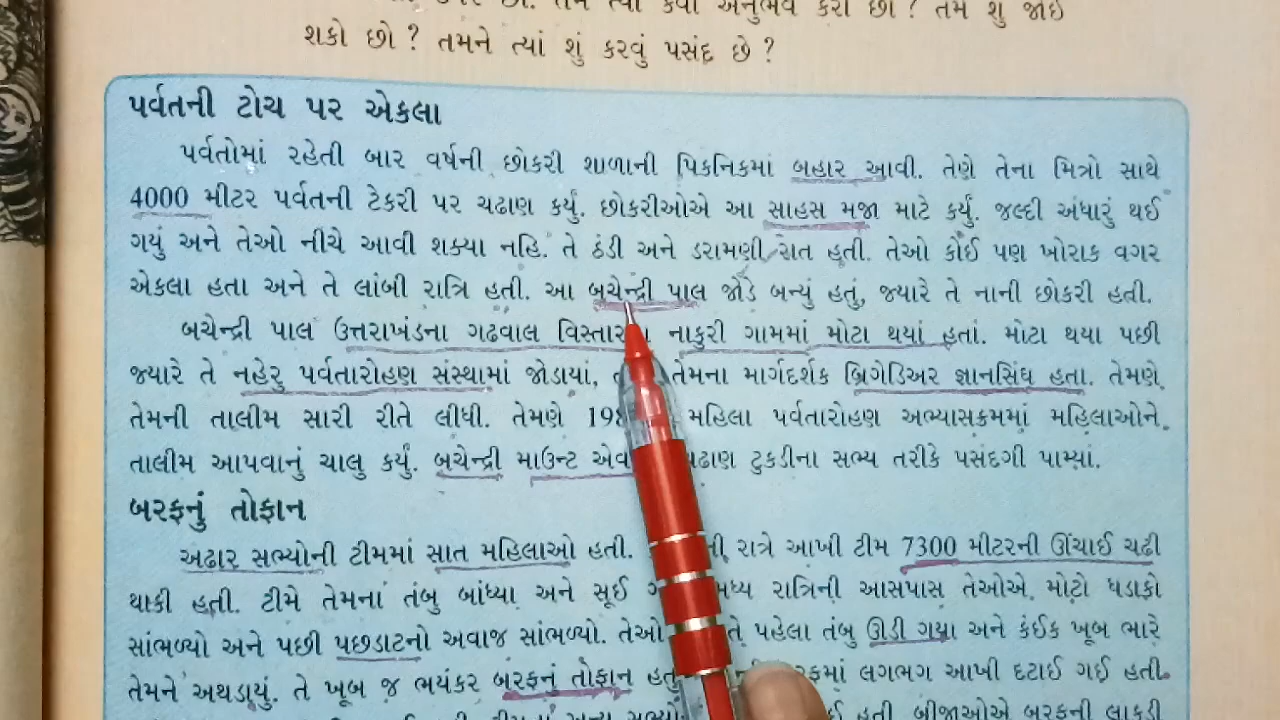 અનુભવ કરો છો ? તમે શું જોઈ
શકો છો ? તમને ત્યાં શું કરવું પસંદ છે ?
પર્વતની ટોચ પર એકલા
પર્વતોમાં રહેતી બાર વર્ષની છોકરી શાળાની પિકનિકમાં બહાર આવી. તેણે તેના મિત્રો સાથે
4000 મીટર પર્વતની ટેકરી પર ચઢાણ કર્યું. છોકરીઓએ આ સાહસ મજા માટે કર્યું. જલ્દી અંધારું થઈ
ગયું અને તેઓ નીચે આવી શક્યા નહિ. તે ઠંડી અને ડરામણી રાત હતી. તેઓ કોઈ પણ ખોરાક વગર
એકલા હતા અને તે લાંબી રાત્રિ હતી. આ બચેન્દ્રી પાલ જોડે બન્યું હતું, જ્યારે તે નાની છોકરી હતી.
બચેન્દ્રી પાલ ઉત્તરાખંડના ગઢવાલ નાકુરી ગામમાં મોટા થયાં હતાં. મોટા થયા પછી
જ્યારે તે નહેરુ પર્વતારોહણ સંસ્થામાં જોડાયાં, તેમના માર્ગદર્શક બ્રિગેડિઅર જ્ઞાનસિંઘ હતા. તેમણે
તેમની તાલીમ સારી રીતે લીધી. તેમણે મહિલા પર્વતારોહણ અભ્યાસક્રમમાં મહિલાઓને
તાલીમ આપવાનું ચાલુ કર્યું. બચેન્દ્રી માઉન્ટ ટુકડીના સભ્ય તરીકે પસંદગી પામ્યાં.
બરફનું તોફાન
અઢાર સભ્યોની ટીમમાં સાત મહિલાઓ હતી. રાત્રે આખી ટીમ 7300 મીટરની ઊંચાઈ ચઢી
થાકી હતી. ટીમે તેમનાં તંબુ બાંધ્યા અને સૂઈ રાત્રિની આસપાસ તેઓએ મોટો ધડાકો
સાંભળ્યો અને પછી પછડાટનો અવાજ સાંભળ્યો. તેઓ પહેલા તંબુ ઊડી ગયા અને કંઈક ખૂબ ભારે
તેમને અથડાયું. તે ખૂબ જ ભયંકર બરફનું તોફાન લગભગ આખી દટાઈ ગઈ હતી.
હતી બીજાઓએ બરફની લાકડી